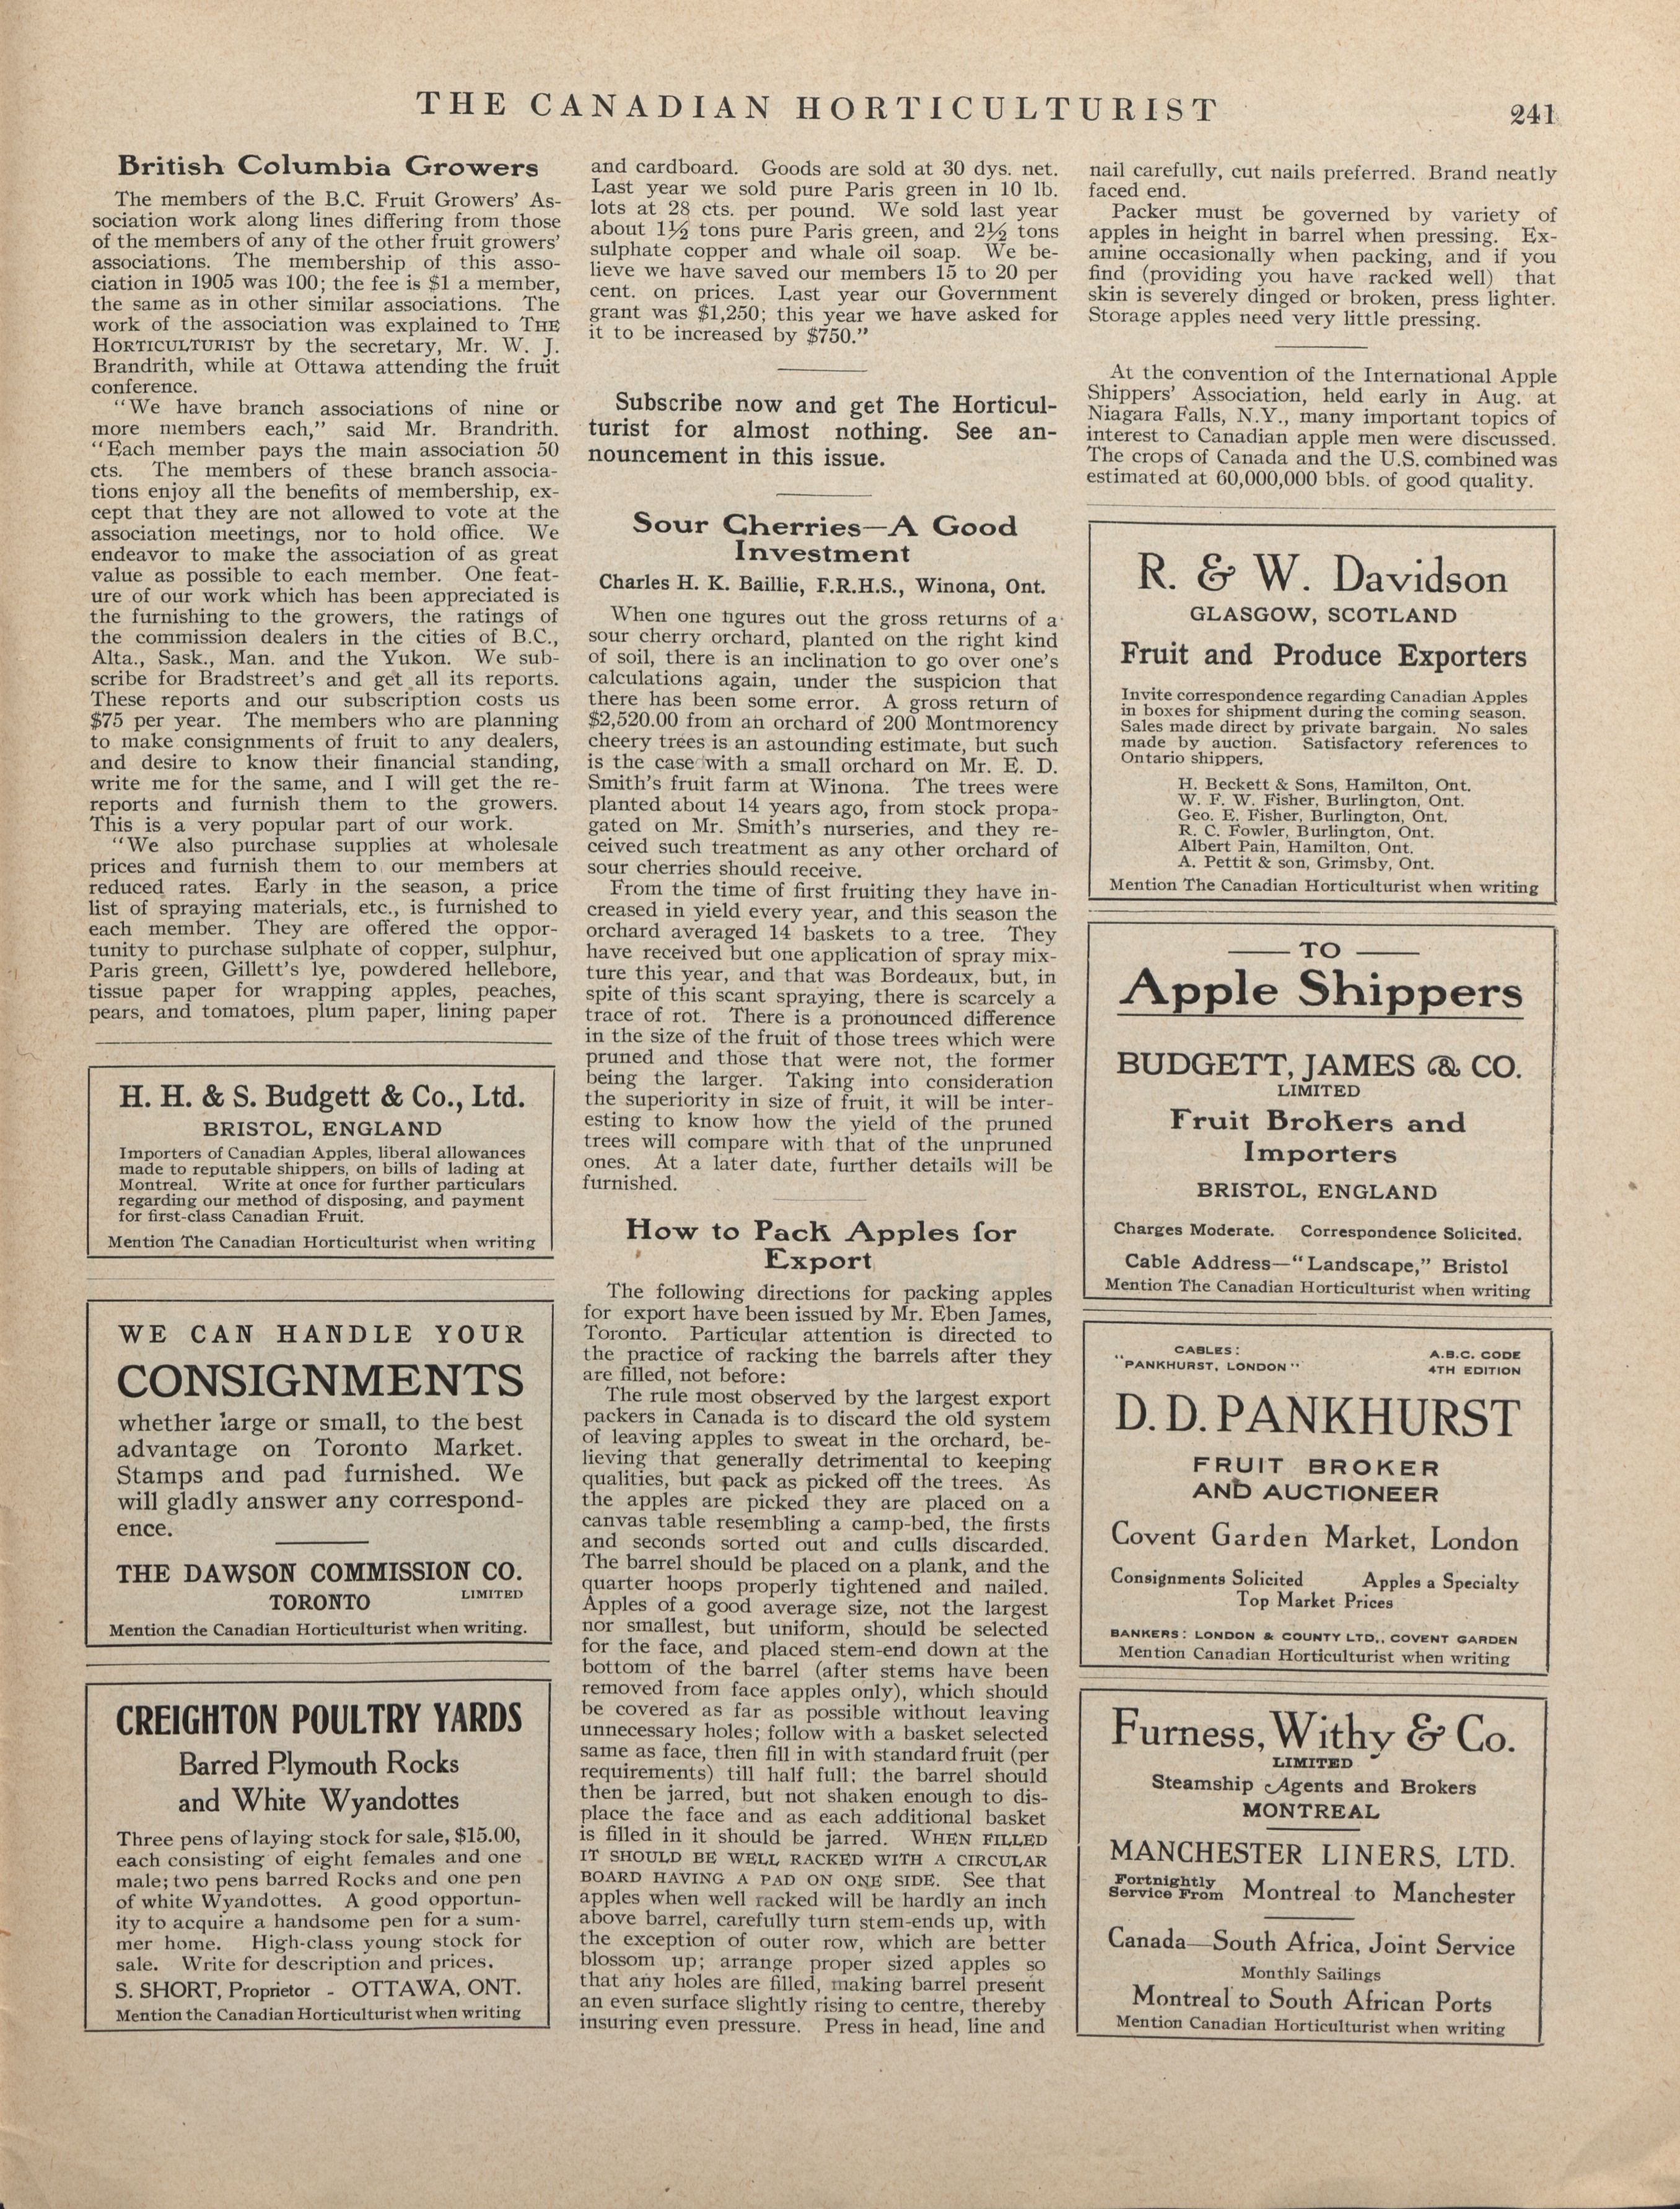 THE CANADIAN HORTICULTURIST 241
British Columbia Growers
The members of the B.C. Fruit Growers' As-
sociation work along lines differing from those
of the members of any of the other fruit growers'
associations. The membership of this asso-
ciation in 1905 was 100; the fee is $1 a member,
the same as in other similar associations. The
work of the association was explained to THE
HORTICULTURIST by the secretary, Mr. W. J.
Brandrith, while at Ottawa attending the fruit
conference.
"We have branch associations of nine or
more members each," said Mr. Brandrith.
"Each member pays the main association 50
cts. The members of these branch associa-
tions enjoy all the benefits of membership, ex-
cept that they are not allowed to vote at the
association meetings, nor to hold office. We
endeavor to make the association of as great
value as possible to each member. One feat-
ure of our work which has been appreciated is
the furnishing to the growers, the ratings of
the commission dealers in the cities of B.C.,
Alta., Sask., Man. and the Yukon. We sub-
scribe for Bradstreet's and get all its reports.
These reports and our subscription costs us
$75 per year. The members who are planning
to make consignments of fruit to any dealers,
and desire to know their financial standing,
write me for the same, and I will get the re-
reports and furnish them to the growers.
This is a very popular part of our work.
"We also purchase supplies at wholesale
prices and furnish them to our members at
reduced rates. Early in the season, a price
list of spraying materials, etc., is furnished to
each member. They are offered the oppor-
tunity to purchase sulphate of copper, sulphur,
Paris green, Gillett's lye, powdered hellebore,
tissue paper for wrapping apples, peaches,
pears, and tomatoes, plum paper, lining paper
H. H. & S. Budgett & Co., Ltd.
BRISTOL, ENGLAND
Importers of Canadian Apples, liberal allowances
made to reputable shippers, on bills of lading at
Montreal. Write at once for further particulars
regarding our method of disposing, and payment
for first-class Canadian Fruit.
Mention The Canadian Horticulturist when writing
WE CAN HANDLE YOUR
CONSIGNMENTS
whether large or small, to the best
advantage on Toronto Market.
Stamps and pad furnished. We
will gladly answer any correspond-
ence.
THE DAWSON COMMISSION CO.
TORONTO LIMITED
Mention the Canadian Horticulturist when writing.
CREIGHTON POULTRY YARDS
Barred Plymouth Rocks
and White Wyandottes
Three pens of laying stock for sale, $15.00,
each consisting of eight females and one
male; two pens barred Rocks and one pen
of white Wyandottes. A good opportun-
ity to acquire a handsome pen for a sum-
mer home. High-class young stock for
sale. Write for description and prices.
S. SHORT, Proprietor - OTTAWA, ONT.
Mention the Canadian Horticulturist when writing
and cardboard. Goods are sold at 30 dys. net.
Last year we sold pure Paris green in 10 lb.
lots at 28 cts. per pound. We sold last year
about 1½ tons pure Paris green, and 2½ tons
sulphate copper and whale oil soap. We be-
lieve we have saved our members 15 to 20 per
cent. on prices. Last year our Government
grant was $1,250; this year we have asked for
it to be increased by $750."
Subscribe now and get The Horticul-
turist for almost nothing. See an-
nouncement in this issue.
Sour Cherries—A Good
Investment
Charles H. K. Baillie, F.R.H.S., Winona, Ont.
When one figures out the gross returns of a
sour cherry orchard, planted on the right kind
of soil, there is an inclination to go over one's
calculations again, under the suspicion that
there has been some error. A gross return of
$2,520.00 from an orchard of 200 Montmorency
cheery trees is an astounding estimate, but such
is the case with a small orchard on Mr. E. D.
Smith's fruit farm at Winona. The trees were
planted about 14 years ago, from stock propa-
gated on Mr. Smith's nurseries, and they re-
ceived such treatment as any other orchard of
sour cherries should receive.
From the time of first fruiting they have in-
creased in yield every year, and this season the
orchard averaged 14 baskets to a tree. They
have received but one application of spray mix-
ture this year, and that was Bordeaux, but, in
spite of this scant spraying, there is scarcely a
trace of rot. There is a pronounced difference
in the size of the fruit of those trees which were
pruned and those that were not, the former
being the larger. Taking into consideration
the superiority in size of fruit, it will be inter-
esting to know how the yield of the pruned
trees will compare with that of the unpruned
ones. At a later date, further details will be
furnished.
How to Pack Apples for
Export
The following directions for packing apples
for export have been issued by Mr. Eben James,
Toronto. Particular attention is directed to
the practice of racking the barrels after they
are filled, not before:
The rule most observed by the largest export
packers in Canada is to discard the old system
of leaving apples to sweat in the orchard, be-
lieving that generally detrimental to keeping
qualities, but pack as picked off the trees. As
the apples are picked they are placed on a
canvas table resembling a camp-bed, the firsts
and seconds sorted out and culls discarded.
The barrel should be placed on a plank, and the
quarter hoops properly tightened and nailed.
Apples of a good average size, not the largest
nor smallest, but uniform, should be selected
for the face, and placed stem-end down at the
bottom of the barrel (after stems have been
removed from face apples only), which should
be covered as far as possible without leaving
unnecessary holes; follow with a basket selected
same as face, then fill in with standard fruit (per
requirements) till half full; the barrel should
then be jarred, but not shaken enough to dis-
place the face and as each additional basket
is filled in it should be jarred. WHEN FILLED
IT SHOULD BE WELL RACKED WITH A CIRCULAR
BOARD HAVING A PAD ON ONE SIDE. See that
apples when well racked will be hardly an inch
above barrel, carefully turn stem-ends up, with
the exception of outer row, which are better
blossom up; arrange proper sized apples so
that any holes are filled, making barrel present
an even surface slightly rising to centre, thereby
insuring even pressure. Press in head, line and
nail carefully, cut nails preferred. Brand neatly
faced end.
Packer must be governed by variety of
apples in height in barrel when pressing. Ex-
amine occasionally when packing, and if you
find (providing you have racked well) that
skin is severely dinged or broken, press lighter.
Storage apples need very little pressing.
At the convention of the International Apple
Shippers' Association, held early in Aug. at
Niagara Falls, N.Y., many important topics of
interest to Canadian apple men were discussed.
The crops of Canada and the U.S. combined was
estimated at 60,000,000 bbls. of good quality.
R. & W. Davidson
GLASGOW, SCOTLAND
Fruit and Produce Exporters
Invite correspondence regarding Canadian Apples
in boxes for shipment during the coming season.
Sales made direct by private bargain. No sales
made by auction. Satisfactory references to
Ontario shippers.
H. Beckett & Sons, Hamilton, Ont.
W. F. W. Fisher, Burlington, Ont.
Geo. E. Fisher, Burlington, Ont.
R. C. Fowler, Burlington, Ont.
Albert Pain, Hamilton, Ont.
A. Pettit & son, Grimsby, Ont.
Mention The Canadian Horticulturist when writing
TO
Apple Shippers
BUDGETT, JAMES & CO.
LIMITED
Fruit Brokers and
Importers
BRISTOL, ENGLAND
Charges Moderate. Correspondence Solicited.
Cable Address—"Landscape," Bristol
Mention The Canadian Horticulturist when writing
CABLES: A.B.C. CODE
"PANKHURST, LONDON" 4TH EDITION
D. D. PANKHURST
FRUIT BROKER
AND AUCTIONEER
Covent Garden Market, London
Consignments Solicited Apples a Specialty
Top Market Prices
BANKERS: LONDON & COUNTY LTD., COVENT GARDEN
Mention Canadian Horticulturist when writing
Furness, Withy & Co.
LIMITED
Steamship Agents and Brokers
MONTREAL
MANCHESTER LINERS, LTD.
Fortnightly
Service From Montreal to Manchester
Canada—South Africa, Joint Service
Monthly Sailings
Montreal to South African Ports
Mention Canadian Horticulturist when writing